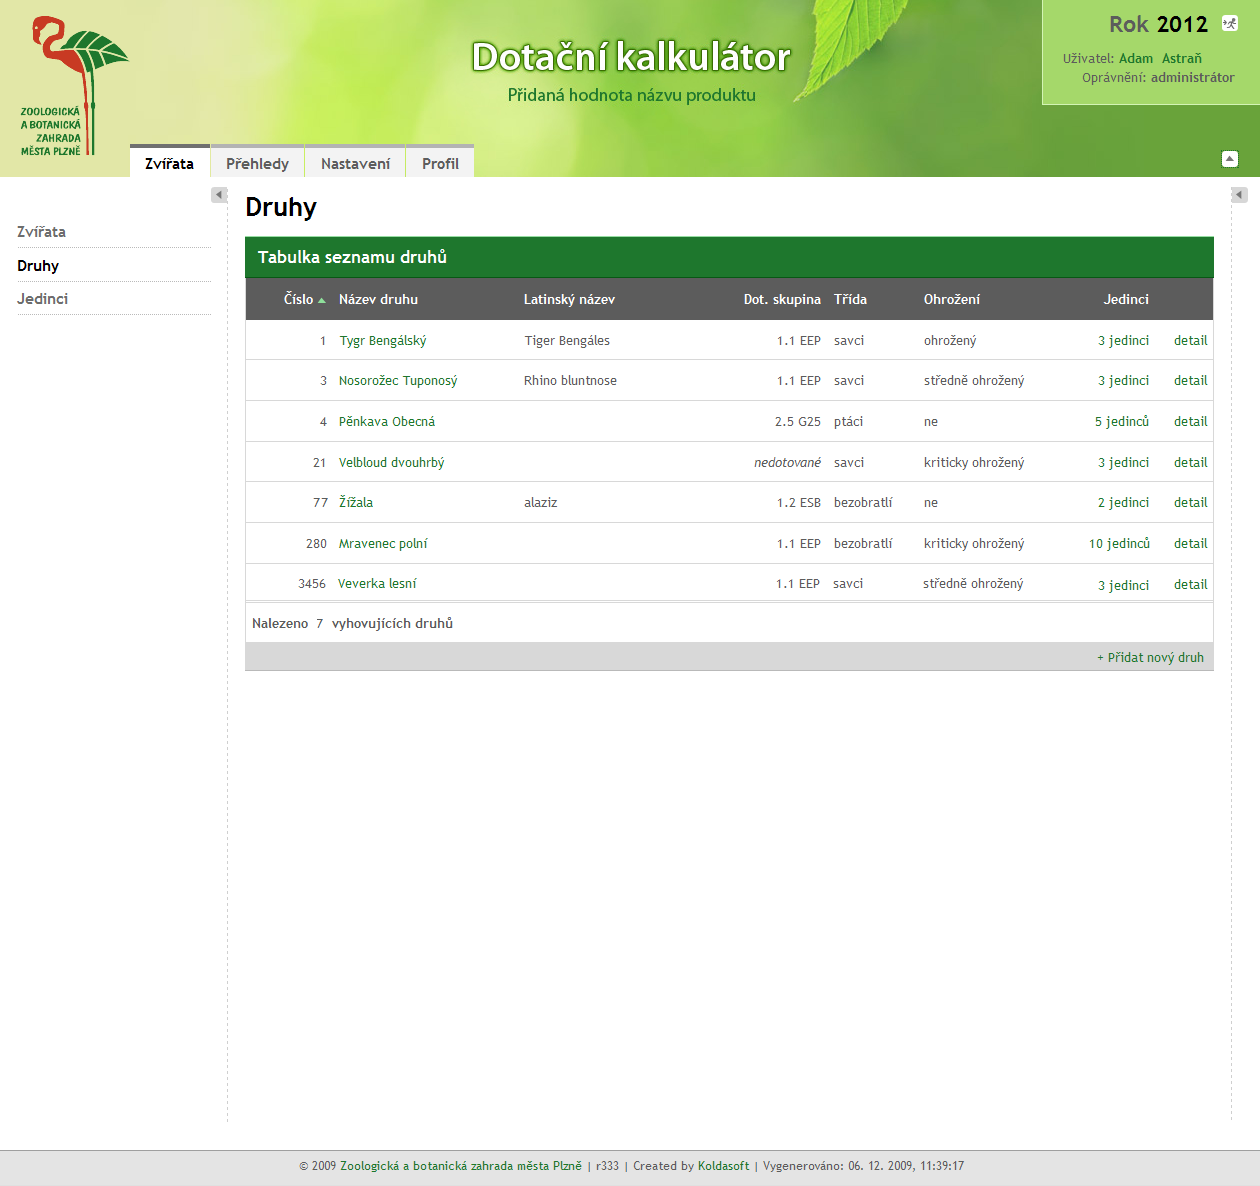 ZOOLOGICKÁ
A BOTANICKÁ
ZAHRADA
MĚSTA PLZNĚ
Dotační kalkulátor
Přidaná hodnota názvu produktu
Rok 2012
Uživatel: Adam Astraň
Oprávnění: administrátor
Zvířata Přehledy Nastavení Profil
Zvířata
Druhy
Jedinci
Druhy
Tabulka seznamu druhů
Číslo Název druhu Latinský název Dot. skupina Třída Ohrožení Jedinci
1 Tygr Bengálský Tiger Bengáles 1.1 EEP savci ohrožený 3 jedinci detail
3 Nosorožec Tuponosý Rhino bluntnose 1.1 EEP savci středně ohrožený 3 jedinci detail
4 Pěnkava Obecná 2.5 G25 ptáci ne 5 jedinců detail
21 Velbloud dvouhrbý nedotované savci kriticky ohrožený 3 jedinci detail
77 Žížala alaziz 1.2 ESB bezobratlí ne 2 jedinci detail
280 Mravenec polní 1.1 EEP bezobratlí kriticky ohrožený 10 jedinců detail
3456 Veverka lesní 1.1 EEP savci středně ohrožený 3 jedinci detail
Nalezeno 7 vyhovujících druhů
+ Přidat nový druh
© 2009 Zoologická a botanická zahrada města Plzně | r333 | Created by Koldasoft | Vygenerováno: 06. 12. 2009, 11:39:17